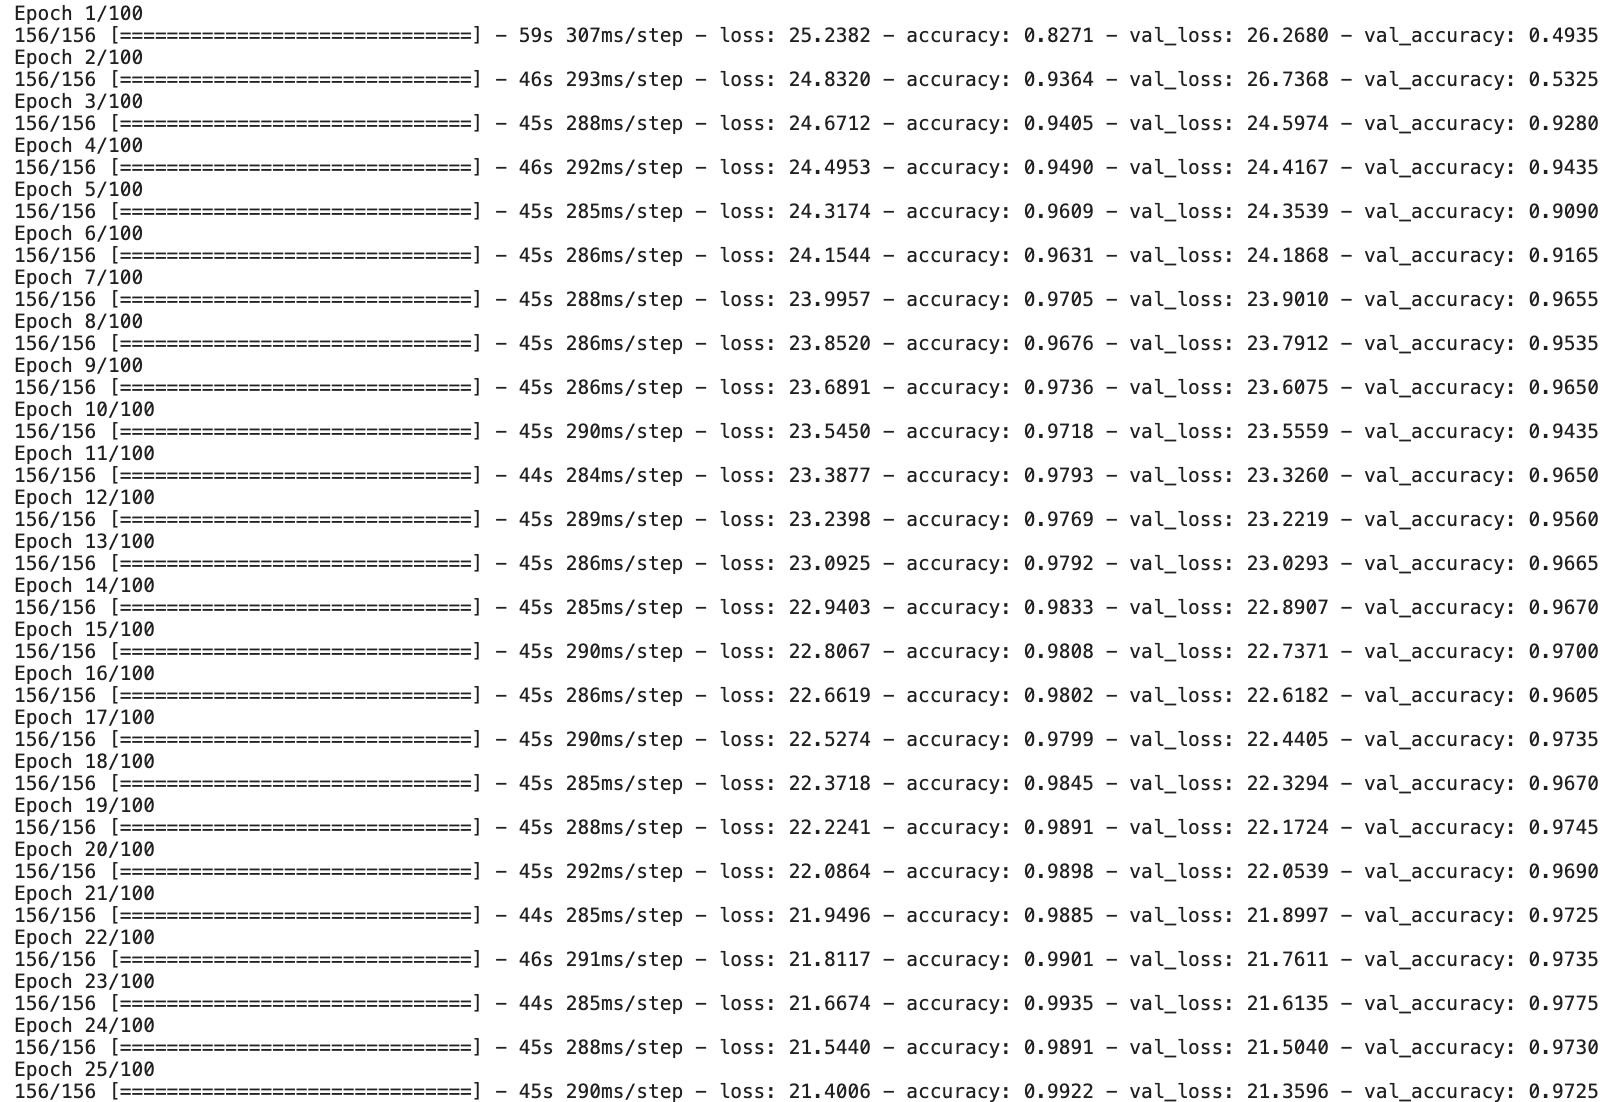 Epoch 1/100
156/156 [==============================] - 59s 307ms/step - loss: 25.2382 - accuracy: 0.8271 - val_loss: 26.2680 - val_accuracy: 0.4935
Epoch 2/100
156/156 [==============================] - 46s 293ms/step - loss: 24.8320 - accuracy: 0.9364 - val_loss: 26.7368 - val_accuracy: 0.5325
Epoch 3/100
156/156 [==============================] - 45s 288ms/step - loss: 24.6712 - accuracy: 0.9405 - val_loss: 24.5974 - val_accuracy: 0.9280
Epoch 4/100
156/156 [==============================] - 46s 292ms/step - loss: 24.4953 - accuracy: 0.9490 - val_loss: 24.4167 - val_accuracy: 0.9435
Epoch 5/100
156/156 [==============================] - 45s 285ms/step - loss: 24.3174 - accuracy: 0.9609 - val_loss: 24.3539 - val_accuracy: 0.9090
Epoch 6/100
156/156 [==============================] - 45s 286ms/step - loss: 24.1544 - accuracy: 0.9631 - val_loss: 24.1868 - val_accuracy: 0.9165
Epoch 7/100
156/156 [==============================] - 45s 288ms/step - loss: 23.9957 - accuracy: 0.9705 - val_loss: 23.9010 - val_accuracy: 0.9655
Epoch 8/100
156/156 [==============================] - 45s 286ms/step - loss: 23.8520 - accuracy: 0.9676 - val_loss: 23.7912 - val_accuracy: 0.9535
Epoch 9/100
156/156 [==============================] - 45s 286ms/step - loss: 23.6891 - accuracy: 0.9736 - val_loss: 23.6075 - val_accuracy: 0.9650
Epoch 10/100
156/156 [==============================] - 45s 290ms/step - loss: 23.5450 - accuracy: 0.9718 - val_loss: 23.5559 - val_accuracy: 0.9435
Epoch 11/100
156/156 [==============================] - 44s 284ms/step - loss: 23.3877 - accuracy: 0.9793 - val_loss: 23.3260 - val_accuracy: 0.9650
Epoch 12/100
156/156 [==============================] - 45s 289ms/step - loss: 23.2398 - accuracy: 0.9769 - val_loss: 23.2219 - val_accuracy: 0.9560
Epoch 13/100
156/156 [==============================] - 45s 286ms/step - loss: 23.0925 - accuracy: 0.9792 - val_loss: 23.0293 - val_accuracy: 0.9665
Epoch 14/100
156/156 [==============================] - 45s 285ms/step - loss: 22.9403 - accuracy: 0.9833 - val_loss: 22.8907 - val_accuracy: 0.9670
Epoch 15/100
156/156 [==============================] - 45s 290ms/step - loss: 22.8067 - accuracy: 0.9808 - val_loss: 22.7371 - val_accuracy: 0.9700
Epoch 16/100
156/156 [==============================] - 45s 286ms/step - loss: 22.6619 - accuracy: 0.9802 - val_loss: 22.6182 - val_accuracy: 0.9605
Epoch 17/100
156/156 [==============================] - 45s 290ms/step - loss: 22.5274 - accuracy: 0.9799 - val_loss: 22.4405 - val_accuracy: 0.9735
Epoch 18/100
156/156 [==============================] - 45s 285ms/step - loss: 22.3718 - accuracy: 0.9845 - val_loss: 22.3294 - val_accuracy: 0.9670
Epoch 19/100
156/156 [==============================] - 45s 288ms/step - loss: 22.2241 - accuracy: 0.9891 - val_loss: 22.1724 - val_accuracy: 0.9745
Epoch 20/100
156/156 [==============================] - 45s 292ms/step - loss: 22.0864 - accuracy: 0.9898 - val_loss: 22.0539 - val_accuracy: 0.9690
Epoch 21/100
156/156 [==============================] - 44s 285ms/step - loss: 21.9496 - accuracy: 0.9885 - val_loss: 21.8997 - val_accuracy: 0.9725
Epoch 22/100
156/156 [==============================] - 46s 291ms/step - loss: 21.8117 - accuracy: 0.9901 - val_loss: 21.7611 - val_accuracy: 0.9735
Epoch 23/100
156/156 [==============================] - 44s 285ms/step - loss: 21.6674 - accuracy: 0.9935 - val_loss: 21.6135 - val_accuracy: 0.9775
Epoch 24/100
156/156 [==============================] - 45s 288ms/step - loss: 21.5440 - accuracy: 0.9891 - val_loss: 21.5040 - val_accuracy: 0.9730
Epoch 25/100
156/156 [==============================] - 45s 290ms/step - loss: 21.4006 - accuracy: 0.9922 - val_loss: 21.3596 - val_accuracy: 0.9725